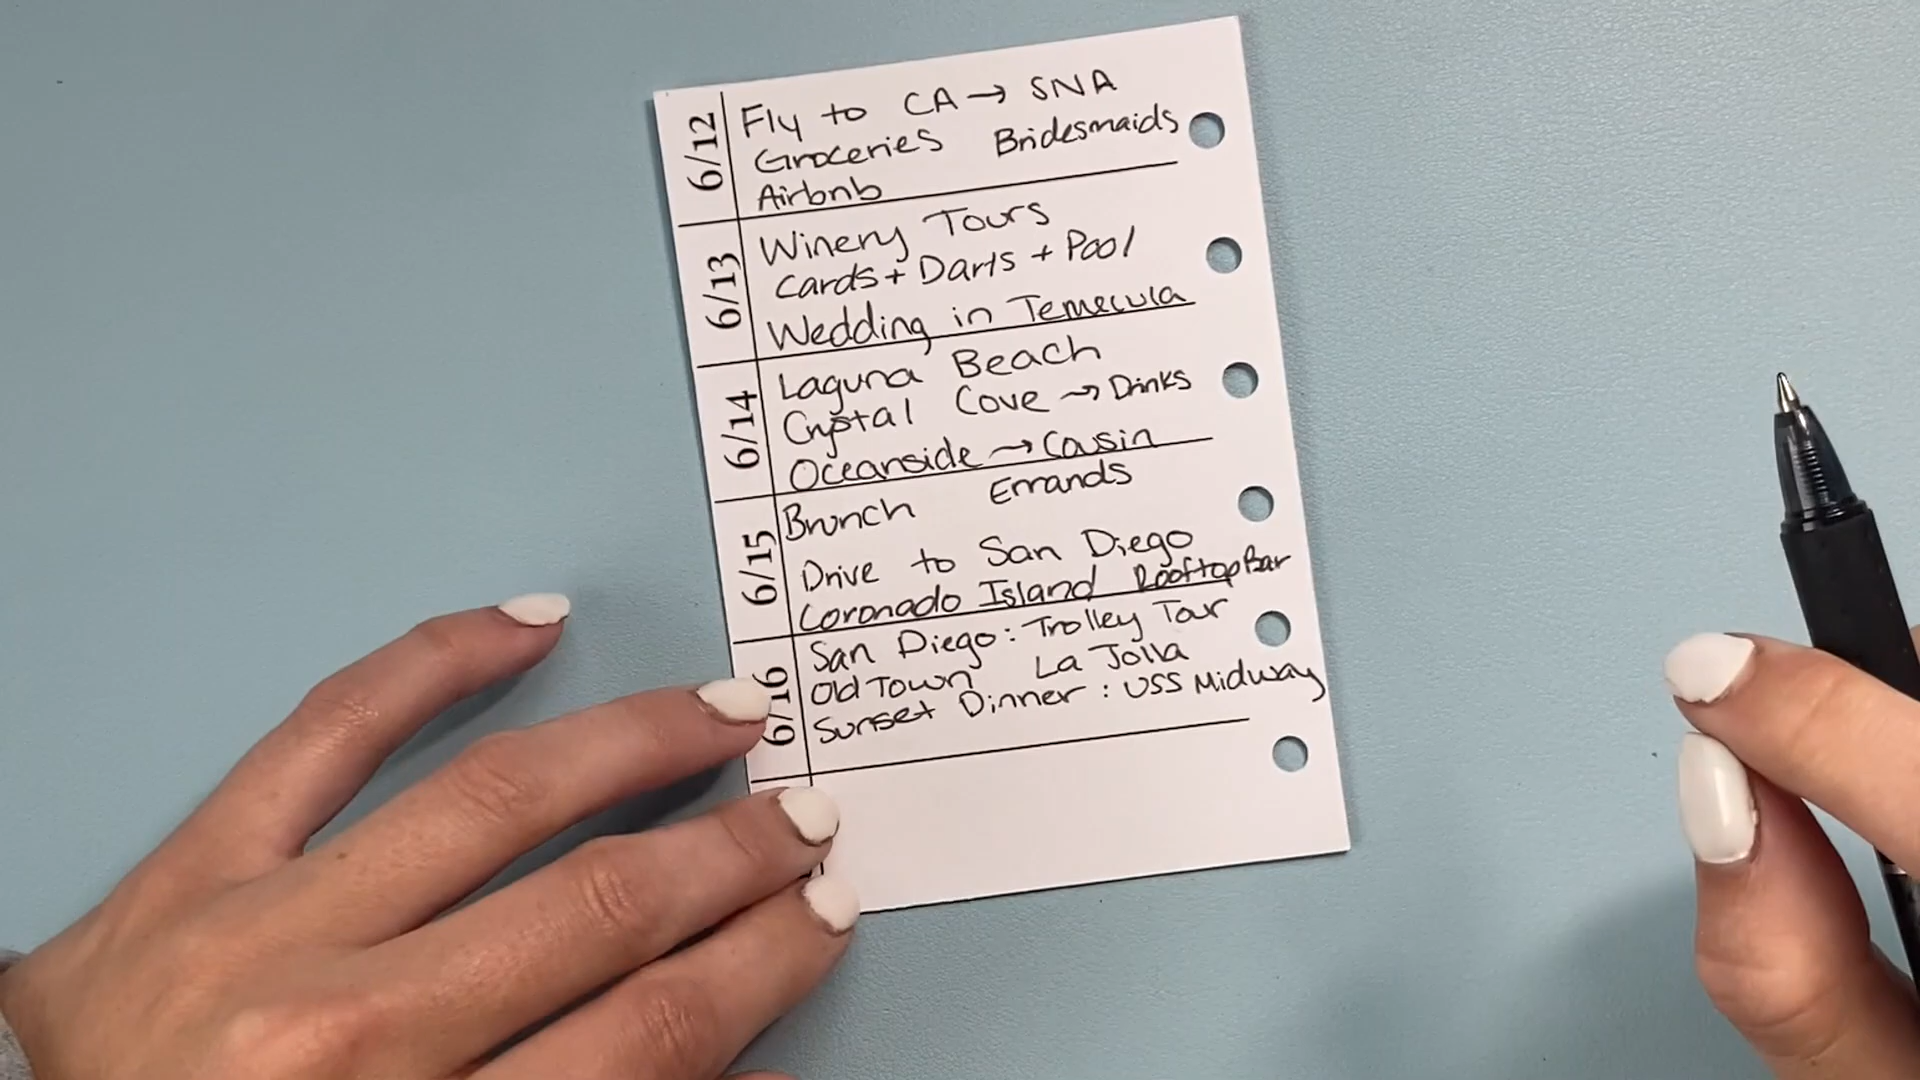 6/12
Fly to CA → SNA
Groceries Bridesmaids
Airbnb
6/13
Winery Tours
Cards + Darts + Pool
Wedding in Temecula
6/14
Laguna Beach
Crystal Cove → Drinks
Oceanside → Cousin
6/15
Brunch Errands
Drive to San Diego
Coronado Island Rooftop Bar
6/16
San Diego: Trolley Tour
Old Town La Jolla
Sunset Dinner: USS Midway